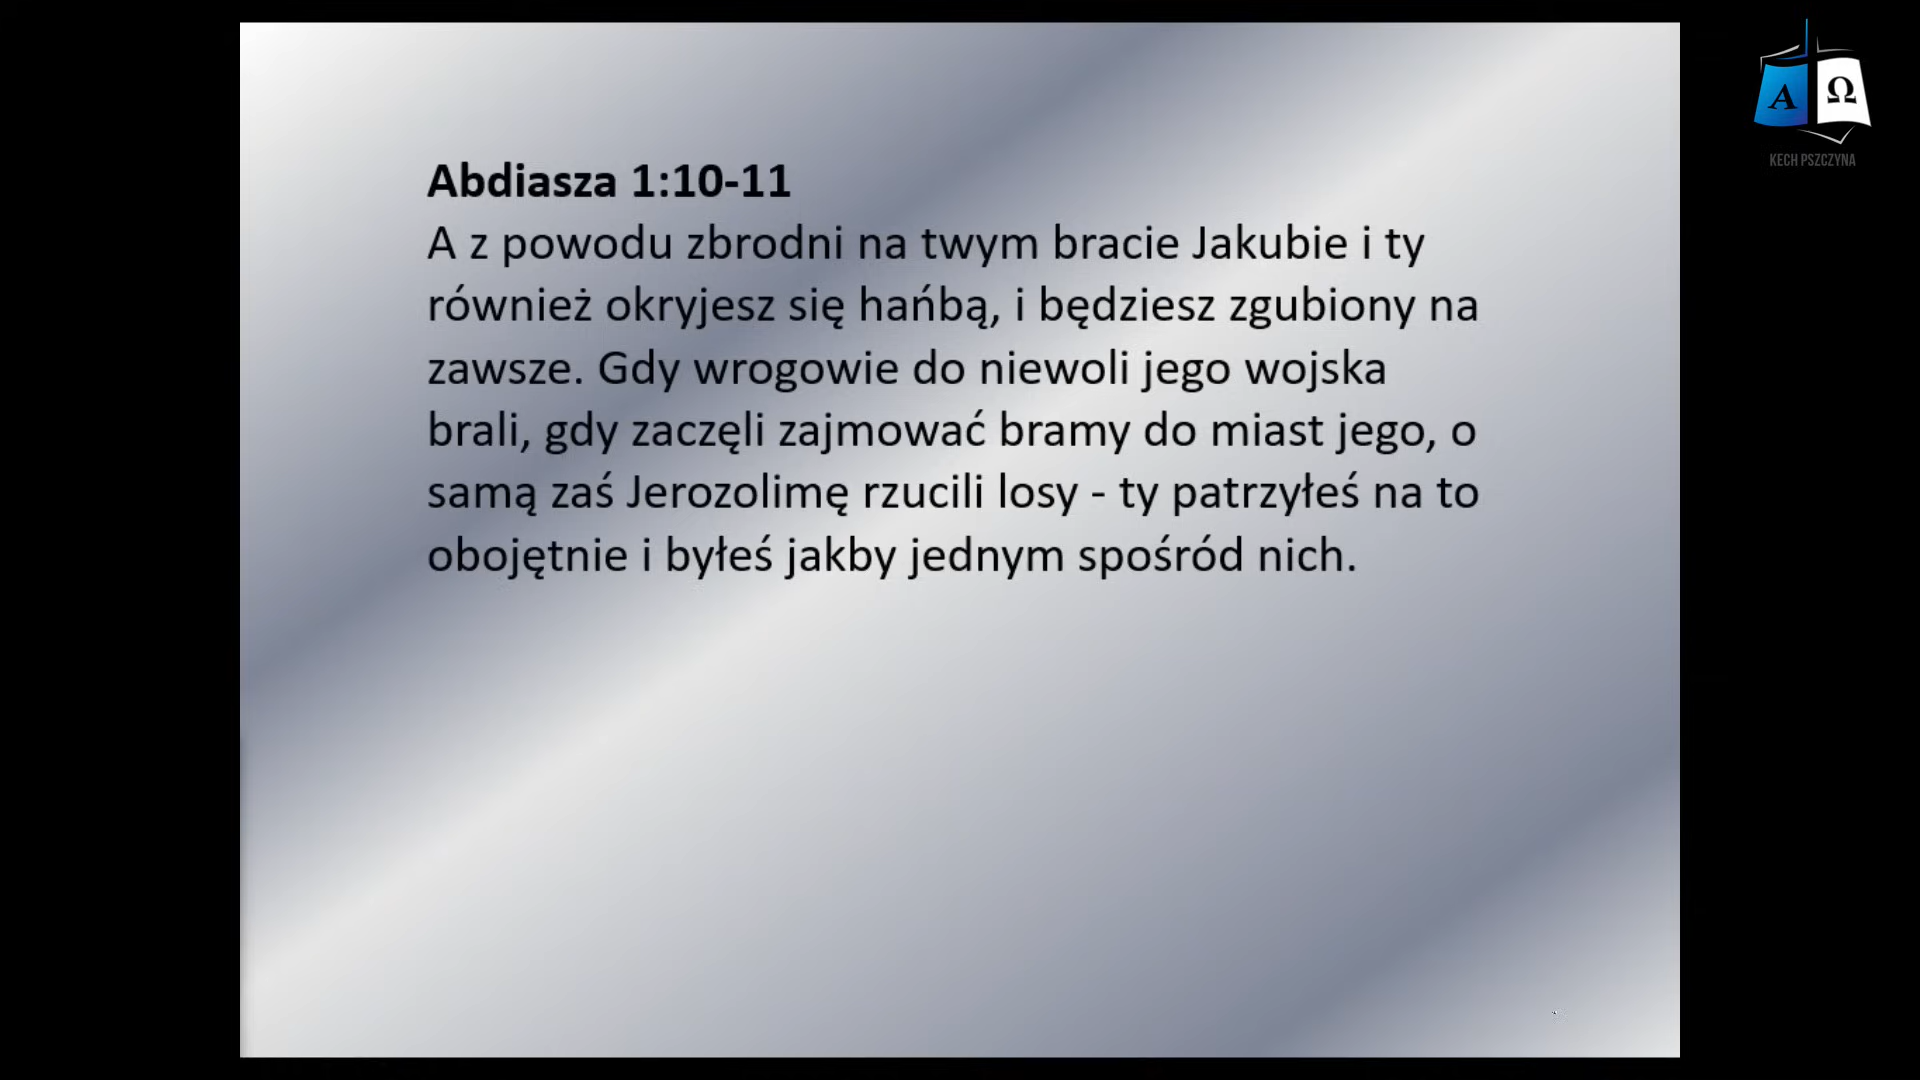 Abdiasza 1:10-11
A z powodu zbrodni na twym bracie Jakubie i ty
również okryjesz się hańbą, i będziesz zgubiony na
zawsze. Gdy wrogowie do niewoli jego wojska
brali, gdy zaczęli zajmować bramy do miast jego, o
samą zaś Jerozolimę rzucili losy - ty patrzyłeś na to
obojętnie i byłeś jakby jednym spośród nich.
A Ω
KECH PSZCZYNA